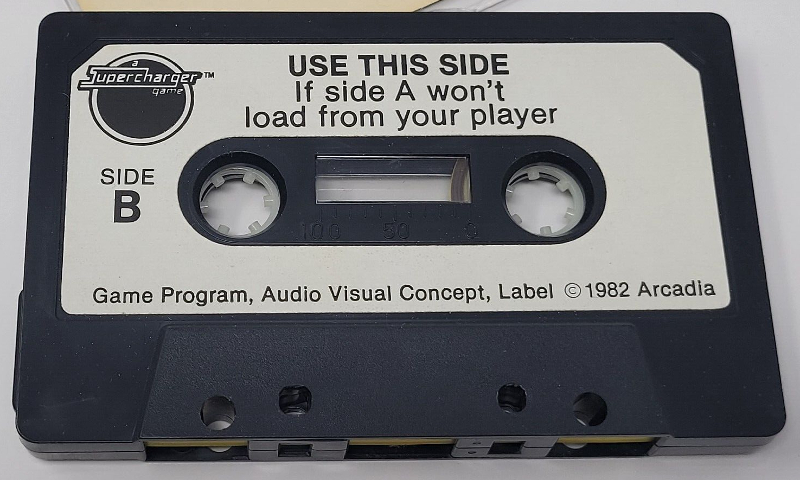 a
Supercharger™
game
USE THIS SIDE
If side A won't
load from your player
SIDE
B
100 50 0
Game Program, Audio Visual Concept, Label ©1982 Arcadia